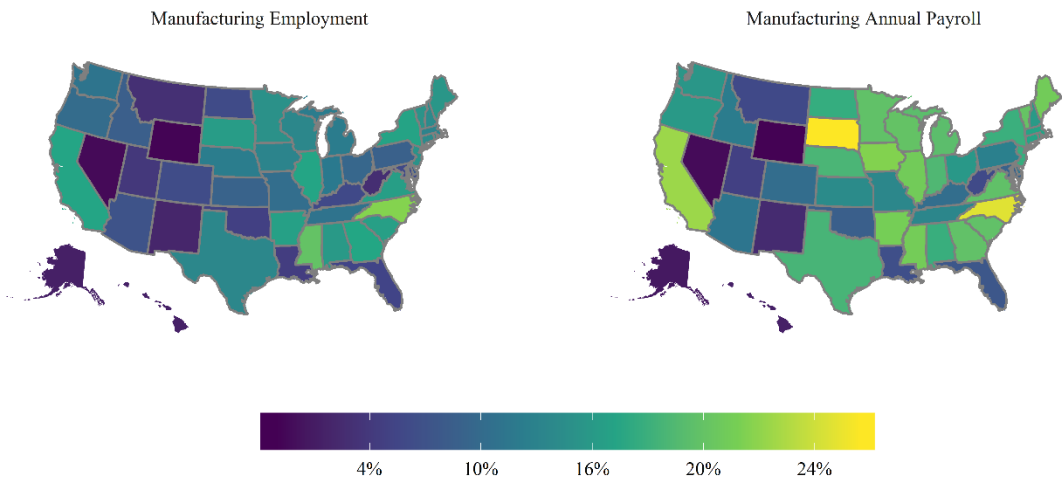 Manufacturing Employment
Manufacturing Annual Payroll
4% 10% 16% 20% 24%